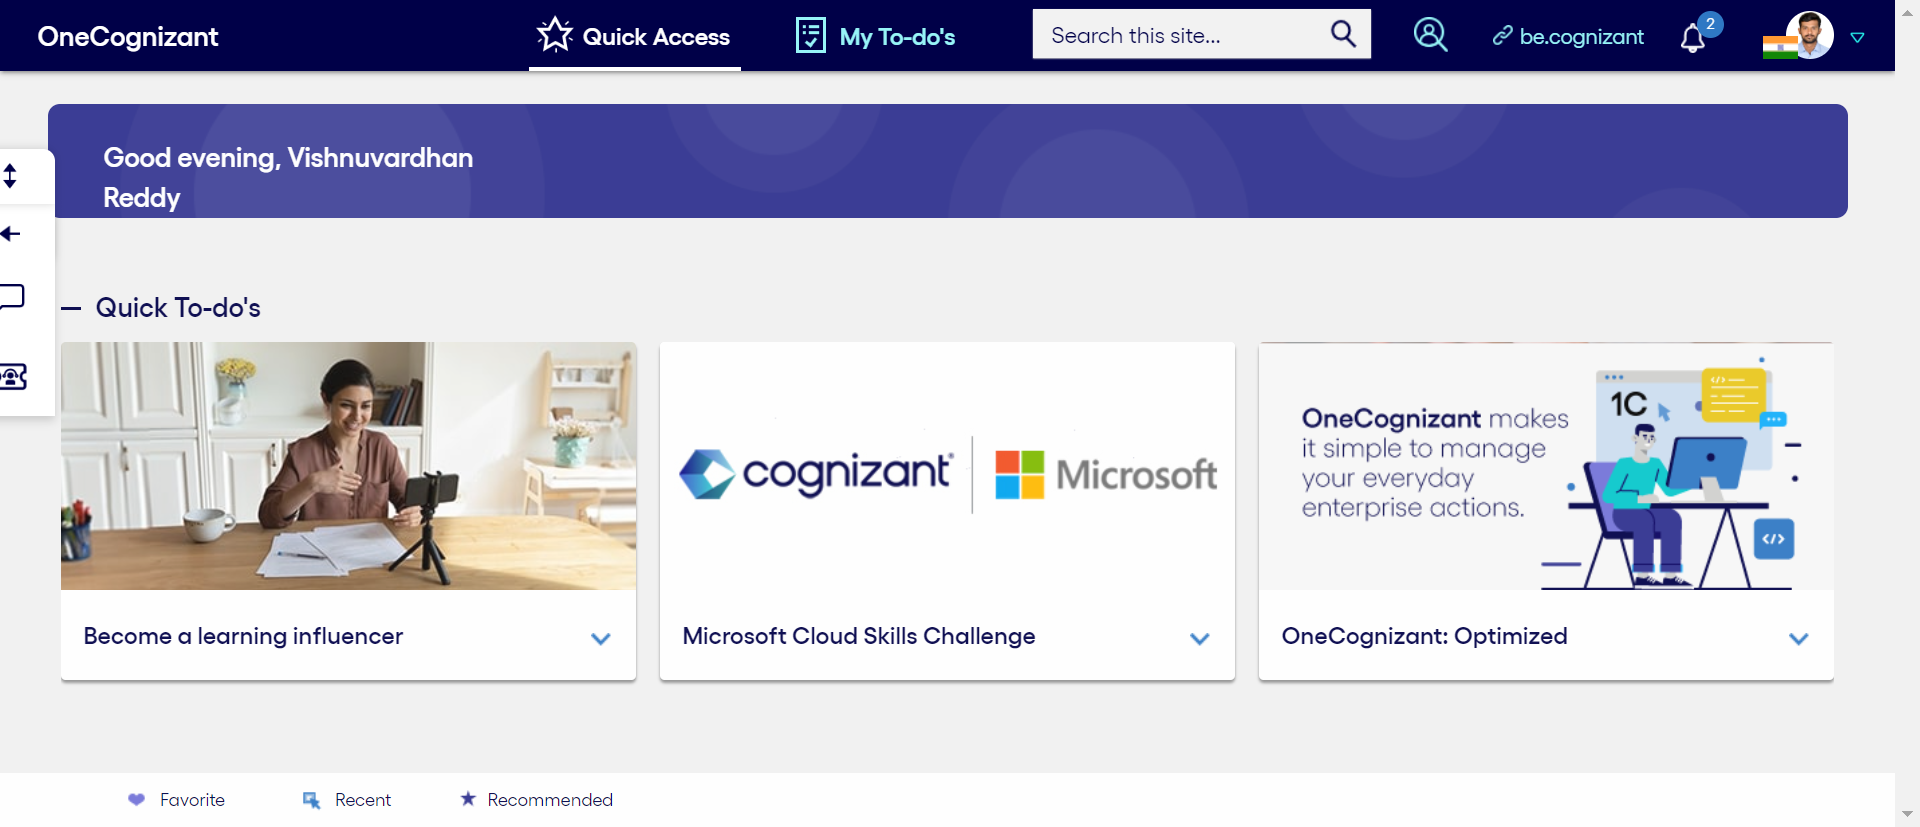 OneCognizant
Quick Access
My To-do's
Search this site...
be.cognizant
2
Good evening, Vishnuvardhan
Reddy
Quick To-do's
cognizant
Microsoft
OneCognizant makes
it simple to manage
your everyday
enterprise actions.
1C
</>
</>
Become a learning influencer
Microsoft Cloud Skills Challenge
OneCognizant: Optimized
Favorite
Recent
Recommended